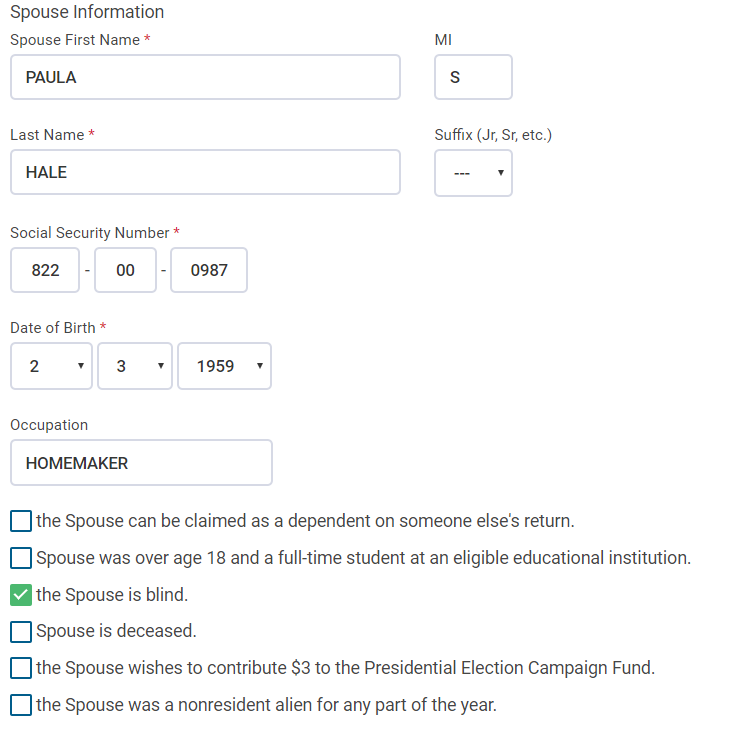 Spouse Information
Spouse First Name * MI
PAULA S
Last Name * Suffix (Jr, Sr, etc.)
HALE ---
Social Security Number *
822 - 00 - 0987
Date of Birth *
2 3 1959
Occupation
HOMEMAKER
the Spouse can be claimed as a dependent on someone else's return.
Spouse was over age 18 and a full-time student at an eligible educational institution.
the Spouse is blind.
Spouse is deceased.
the Spouse wishes to contribute $3 to the Presidential Election Campaign Fund.
the Spouse was a nonresident alien for any part of the year.